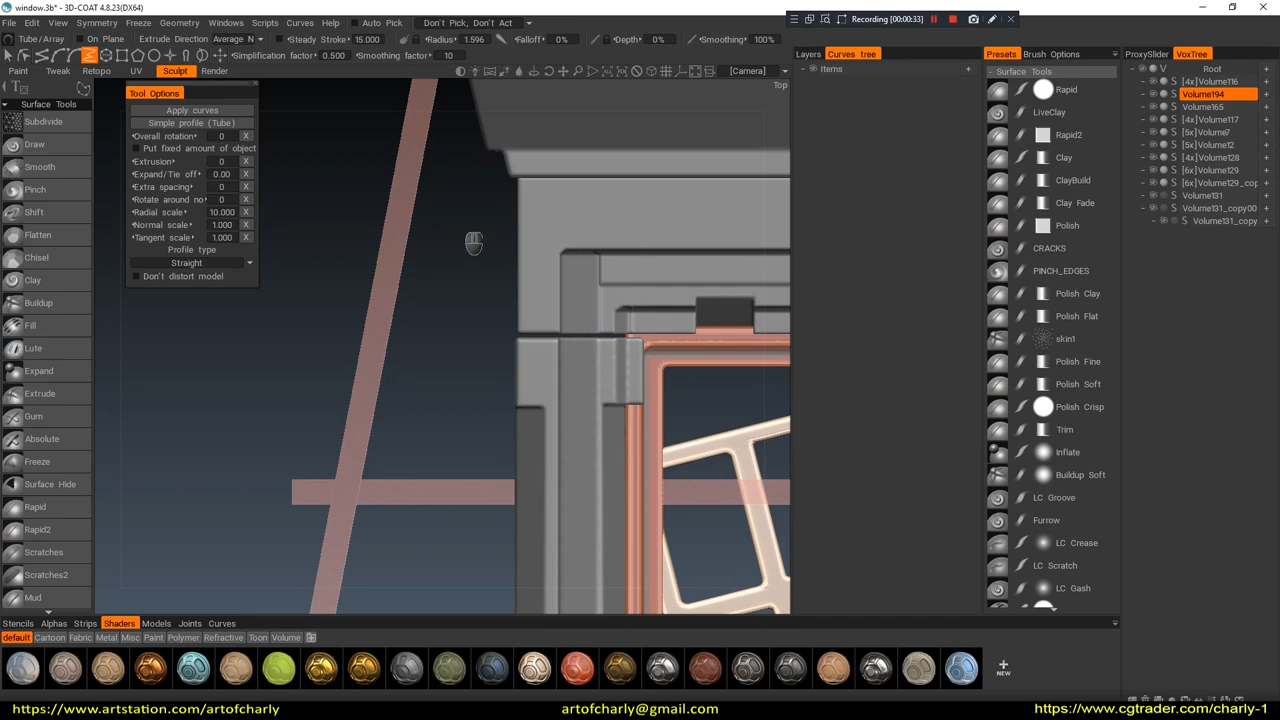 window.3b* - 3D-COAT 4.8.23(DX64)
Recording [00:00:33]
File Edit View Symmetry Freeze Geometry Windows Scripts Curves Auto Pick Don't Pick, Don't Act
Tube/Array Extrude Direction Average N Steady Stroke 15.000 Radius 1.596 Falloff 0% Depth 0% Smoothing 100%
Simplification factor 0.500 Smoothing factor 10
Paint Tweak Retopo UV Sculpt Render [Camera]
Top
Surface Tools
Subdivide
Draw
Smooth
Pinch
Shift
Flatten
Chisel
Clay
Buildup
Fill
Lute
Expand
Extrude
Gum
Absolute
Freeze
Surface Hide
Rapid
Rapid2
Scratches
Scratches2
Mud
Tool Options
Apply curves
Simple profile (Tube)
Overall rotation 0 X
Put fixed amount of object
Extrusion 0 X
Expand/Tie off 0.00 X
Extra spacing 0 X
Rotate around no 0 X
Radial scale 10.000 X
Normal scale 1.000 X
Tangent scale 1.000 X
Profile type
Straight
Don't distort model
Layers Curves tree
Items +
Presets Brush Options
Surface Tools
Rapid
LiveClay
Rapid2
Clay
ClayBuild
Clay Fade
Polish
CRACKS
PINCH_EDGES
Polish Clay
Polish Flat
skin1
Polish Fine
Polish Soft
Polish Crisp
Trim
Inflate
Buildup Soft
LC Groove
Furrow
LC Crease
LC Scratch
LC Gash
ProxySlider VoxTree
V Root +
S [4x]Volume116 +
S Volume194 +
S Volume165 +
S [4x]Volume117 +
S [5x]Volume7 +
S [5x]Volume12 +
S [4x]Volume128 +
S [6x]Volume129 +
S [6x]Volume129_cop +
S Volume131 +
S Volume131_copy00 +
S Volume131_copy +
Stencils Alphas Strips Shaders Models Joints Curves
default Cartoon Fabric Metal Misc Paint Polymer Refractive Toon Volume
+
NEW
https://www.artstation.com/artofcharly artofcharly@gmail.com https://www.cgtrader.com/charly-1